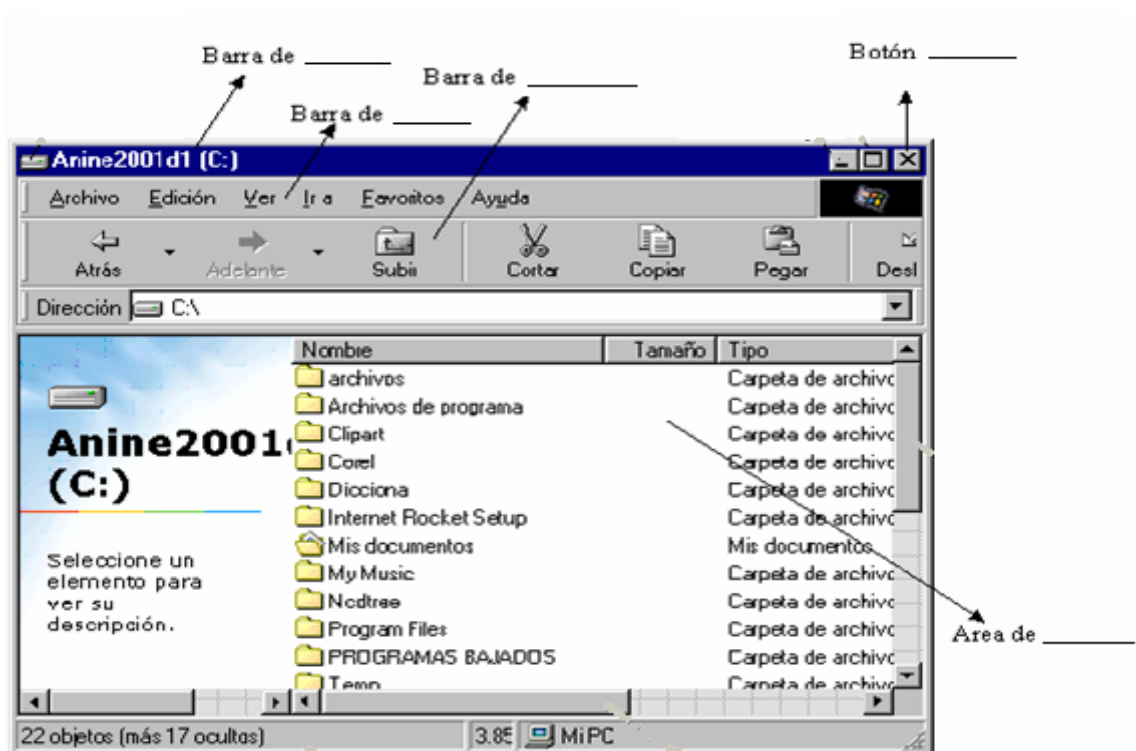 Barra de ______
Botón ______
Barra de ______
Barra de ______
Anine2001d1 (C:)
Archivo Edición Ver Ir a Favoritos Ayuda
Atrás Adelante Subir Cortar Copiar Pegar Desl
Dirección C:\
Nombre Tamaño Tipo
archivos Carpeta de archivo
Archivos de programa Carpeta de archivo
Clipart Carpeta de archivo
Corel Carpeta de archivo
Dicciona Carpeta de archivo
Internet Rocket Setup Carpeta de archivo
Mis documentos Mis documentos
My Music Carpeta de archivo
Nodtree Carpeta de archivo
Program Files Carpeta de archivo
PROGRAMAS BAJADOS Carpeta de archivo
Temp Carpeta de archivo
Anine2001
(C:)
Seleccione un
elemento para
ver su
descripción.
Area de ______
22 objetos (más 17 ocultos) 3.85 Mi PC